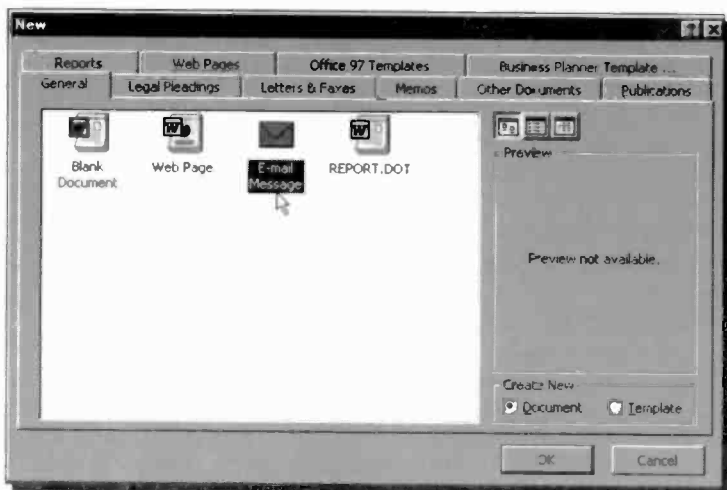 New
Reports Web Pages Office 97 Templates Business Planner Template ...
General Legal Pleadings Letters & Faxes Memos Other Documents Publications
Blank
Document
Web Page
E-mail
Message
REPORT.DOT
Preview
Preview not available.
Create New
Document Template
OK Cancel